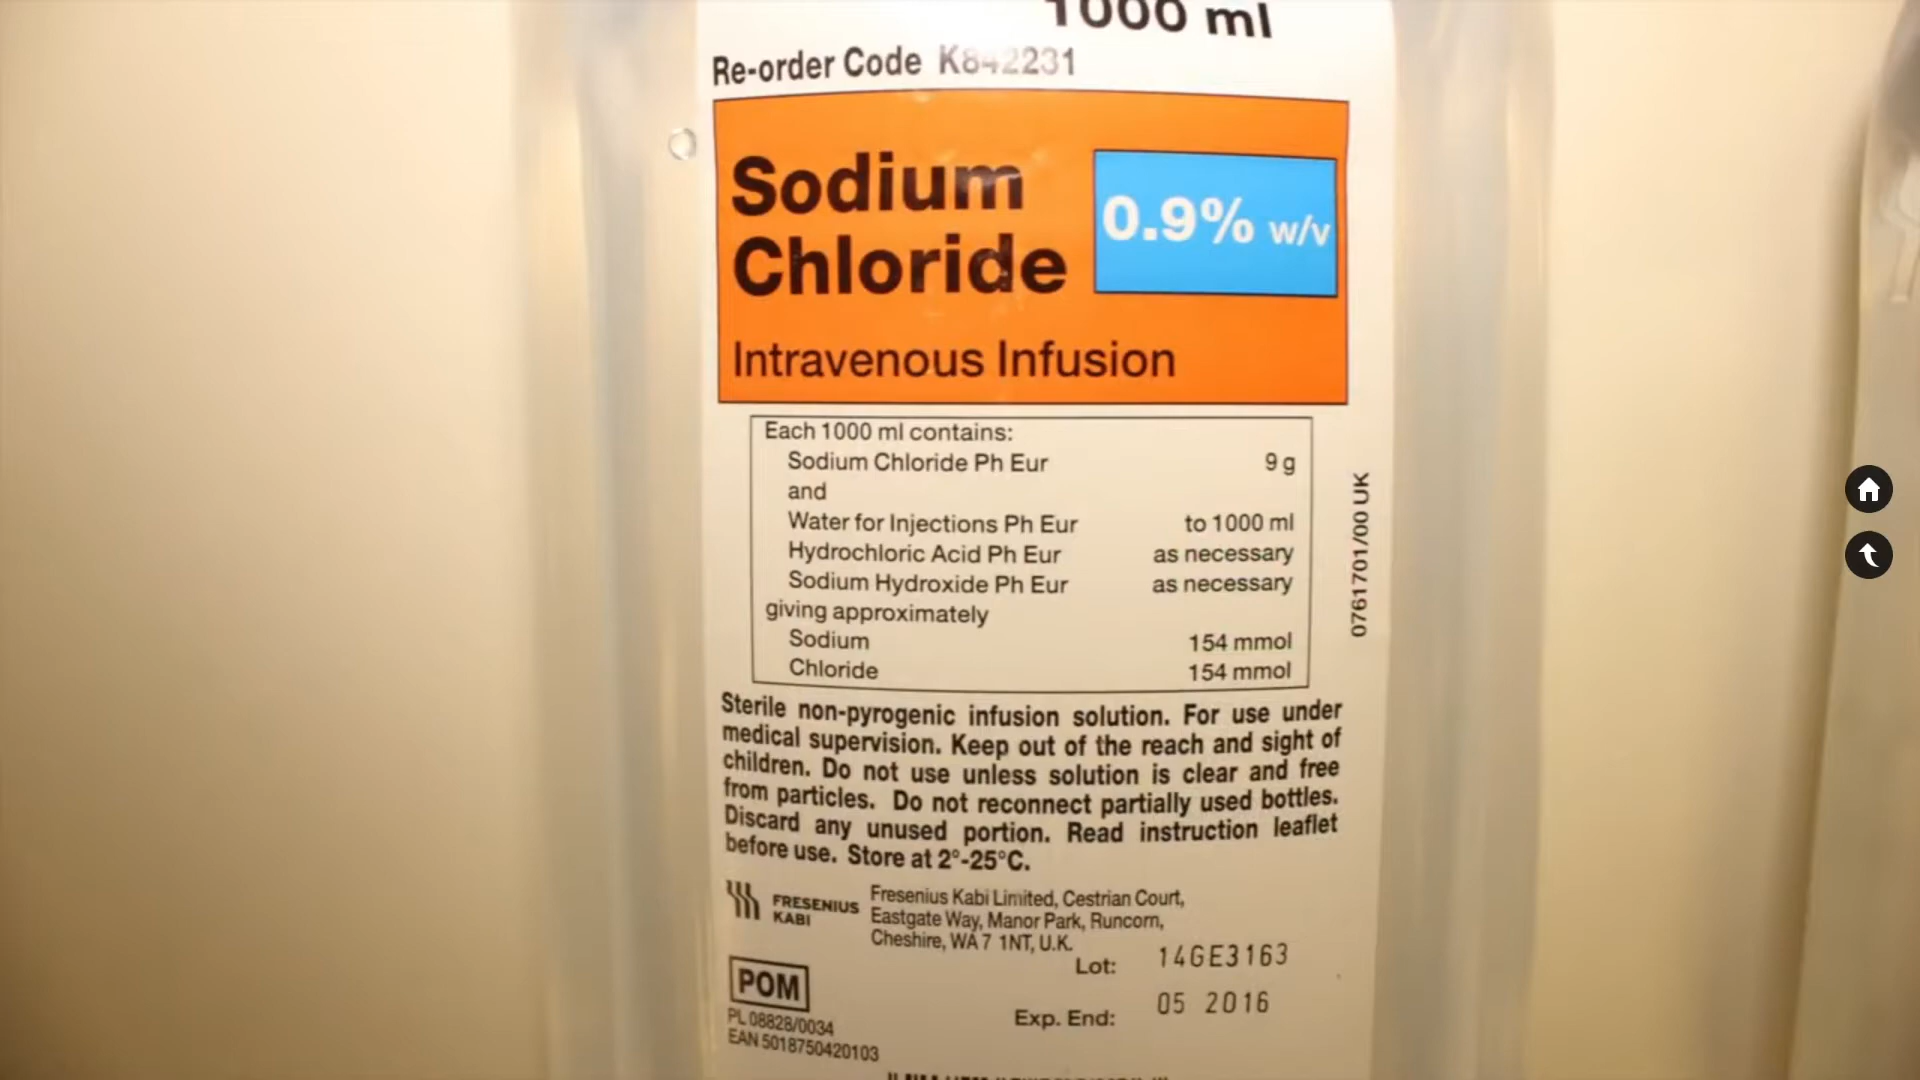 1000 ml
Re-order Code K842231
Sodium
Chloride
0.9% w/v
Intravenous Infusion
Each 1000 ml contains:
Sodium Chloride Ph Eur 9 g
and
Water for Injections Ph Eur to 1000 ml
Hydrochloric Acid Ph Eur as necessary
Sodium Hydroxide Ph Eur as necessary
giving approximately
Sodium 154 mmol
Chloride 154 mmol
0761701/00 UK
Sterile non-pyrogenic infusion solution. For use under
medical supervision. Keep out of the reach and sight of
children. Do not use unless solution is clear and free
from particles. Do not reconnect partially used bottles.
Discard any unused portion. Read instruction leaflet
before use. Store at 2°-25°C.
FRESENIUS
KABI
Fresenius Kabi Limited, Cestrian Court,
Eastgate Way, Manor Park, Runcorn,
Cheshire, WA7 1NT, U.K.
Lot: 14GE3163
POM
Exp. End: 05 2016
PL 08828/0034
EAN 5018750420103